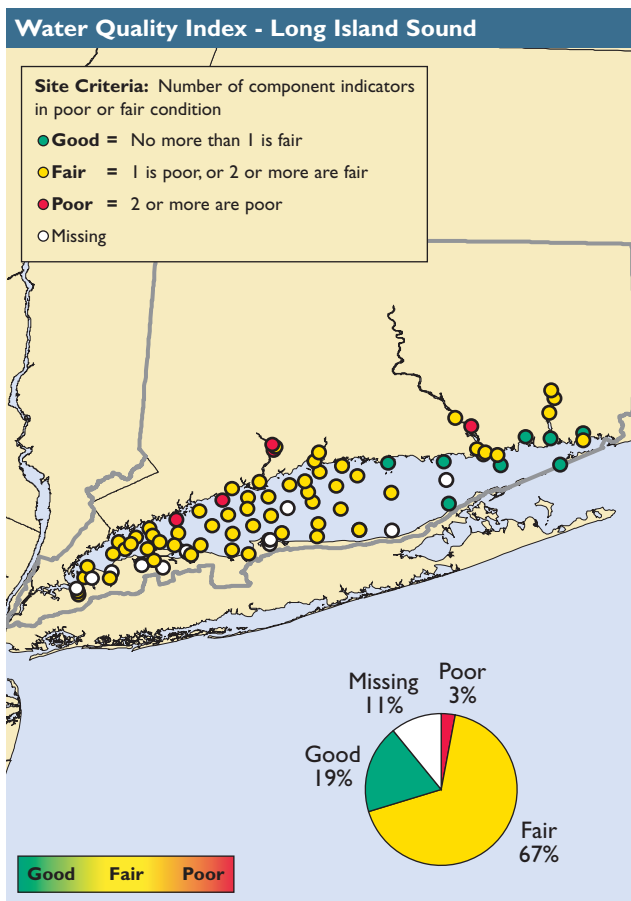 Water Quality Index - Long Island Sound
Site Criteria: Number of component indicators
in poor or fair condition
Good = No more than 1 is fair
Fair = 1 is poor, or 2 or more are fair
Poor = 2 or more are poor
Missing
Missing
11%
Poor
3%
Good
19%
Fair
67%
Good Fair Poor